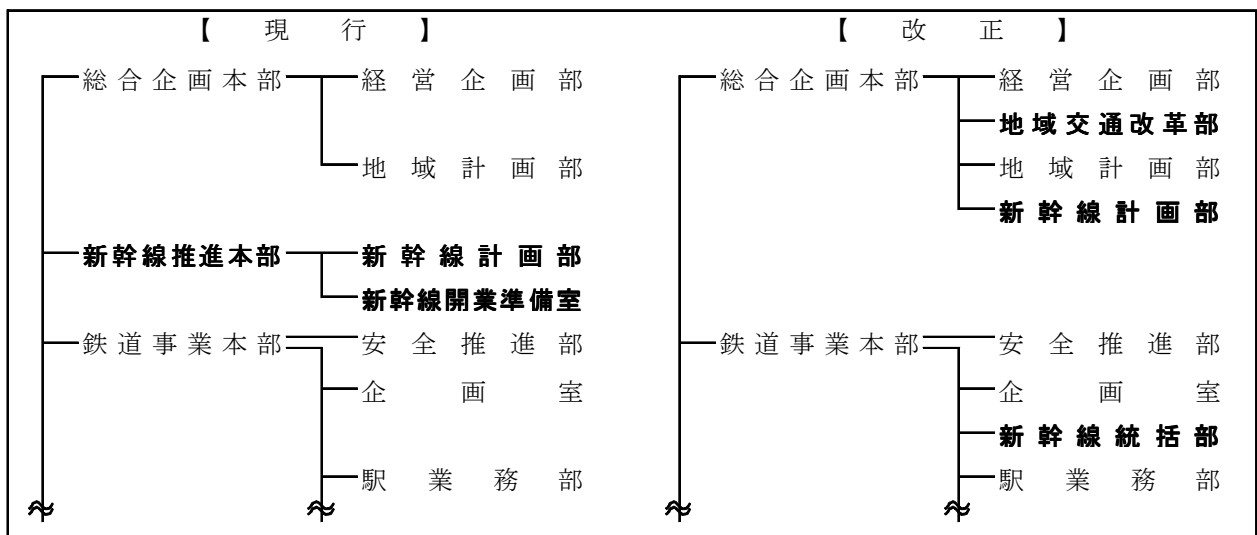 【現行】
総合企画本部 経営企画部
地域計画部
新幹線推進本部 新幹線計画部
新幹線開業準備室
鉄道事業本部 安全推進部
企画室
駅業務部
【改正】
総合企画本部 経営企画部
地域交通改革部
地域計画部
新幹線計画部
鉄道事業本部 安全推進部
企画室
新幹線統括部
駅業務部